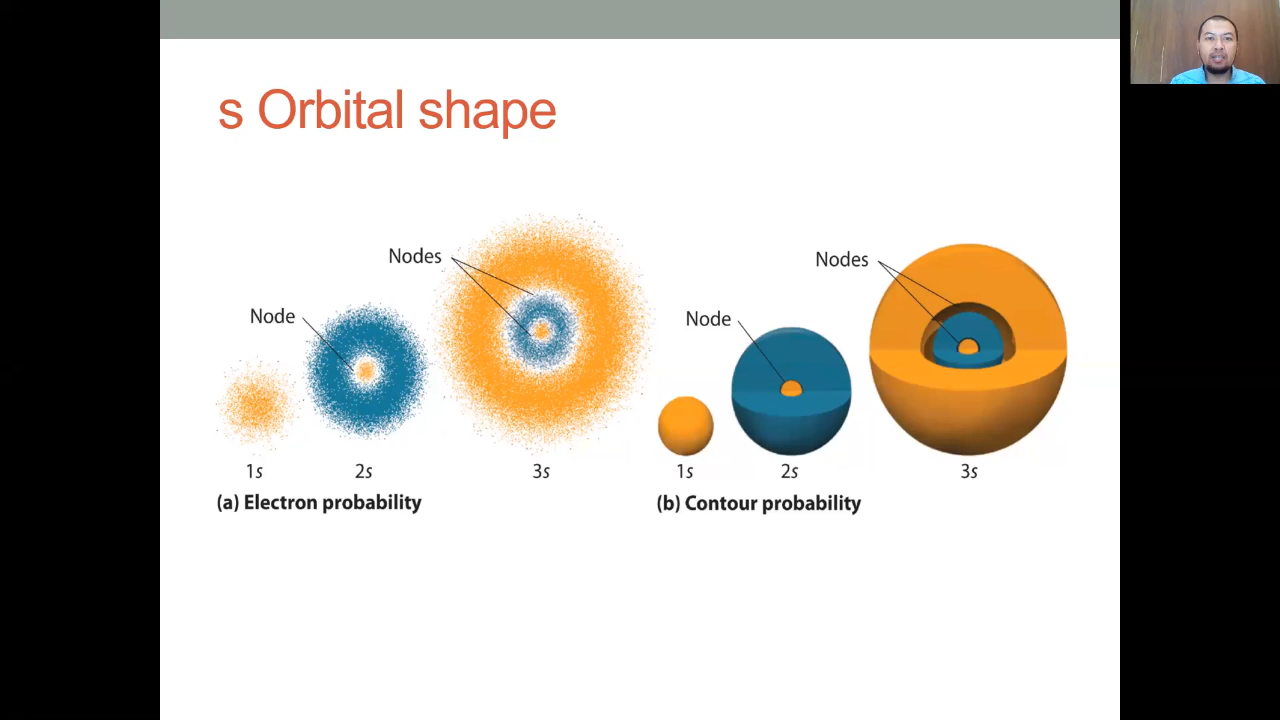 s Orbital shape
Nodes
Node
1s
2s
3s
(a) Electron probability
Nodes
Node
1s
2s
3s
(b) Contour probability